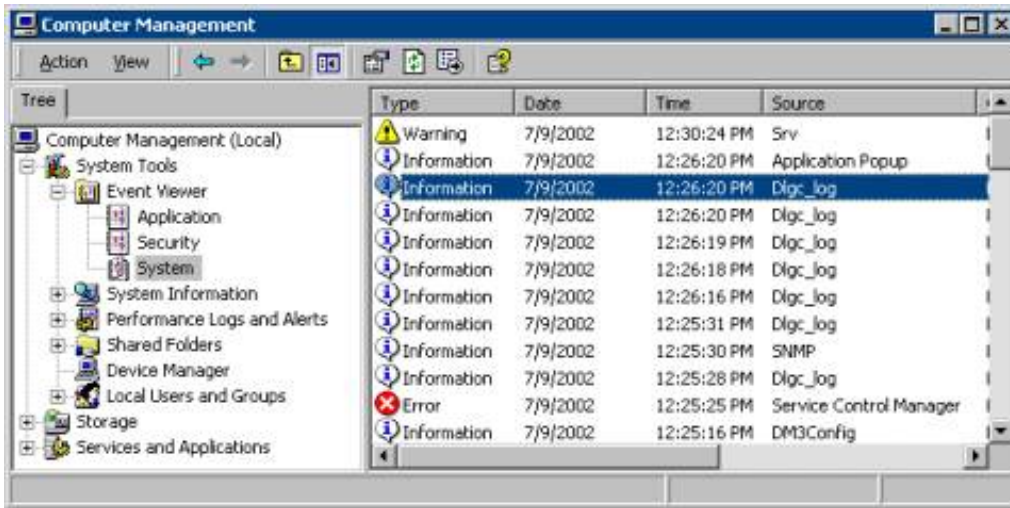 Computer Management
Action View
Tree
Computer Management (Local)
System Tools
Event Viewer
Application
Security
System
System Information
Performance Logs and Alerts
Shared Folders
Device Manager
Local Users and Groups
Storage
Services and Applications
Type Date Time Source
Warning 7/9/2002 12:30:24 PM Srv
Information 7/9/2002 12:26:20 PM Application Popup
Information 7/9/2002 12:26:20 PM Dlgc_log
Information 7/9/2002 12:26:20 PM Dlgc_log
Information 7/9/2002 12:26:19 PM Dlgc_log
Information 7/9/2002 12:26:18 PM Dlgc_log
Information 7/9/2002 12:26:16 PM Dlgc_log
Information 7/9/2002 12:25:31 PM Dlgc_log
Information 7/9/2002 12:25:30 PM SNMP
Information 7/9/2002 12:25:28 PM Dlgc_log
Error 7/9/2002 12:25:25 PM Service Control Manager
Information 7/9/2002 12:25:16 PM DM3Config